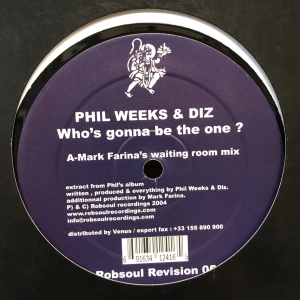 PHIL WEEKS & DIZ
Who's gonna be the one ?
A-Mark Farina's waiting room mix
extract from Phil's album
written , produced & everything by Phil Weeks & Diz.
additionnal production by Mark Farina.
P) & C) Robsoul recordings 2004
www.robsoulrecordings.com
info@robsoulrecordings.com
distributed by Venus / export fax : +33 155 890 900
51634 12416
Robsoul Revision